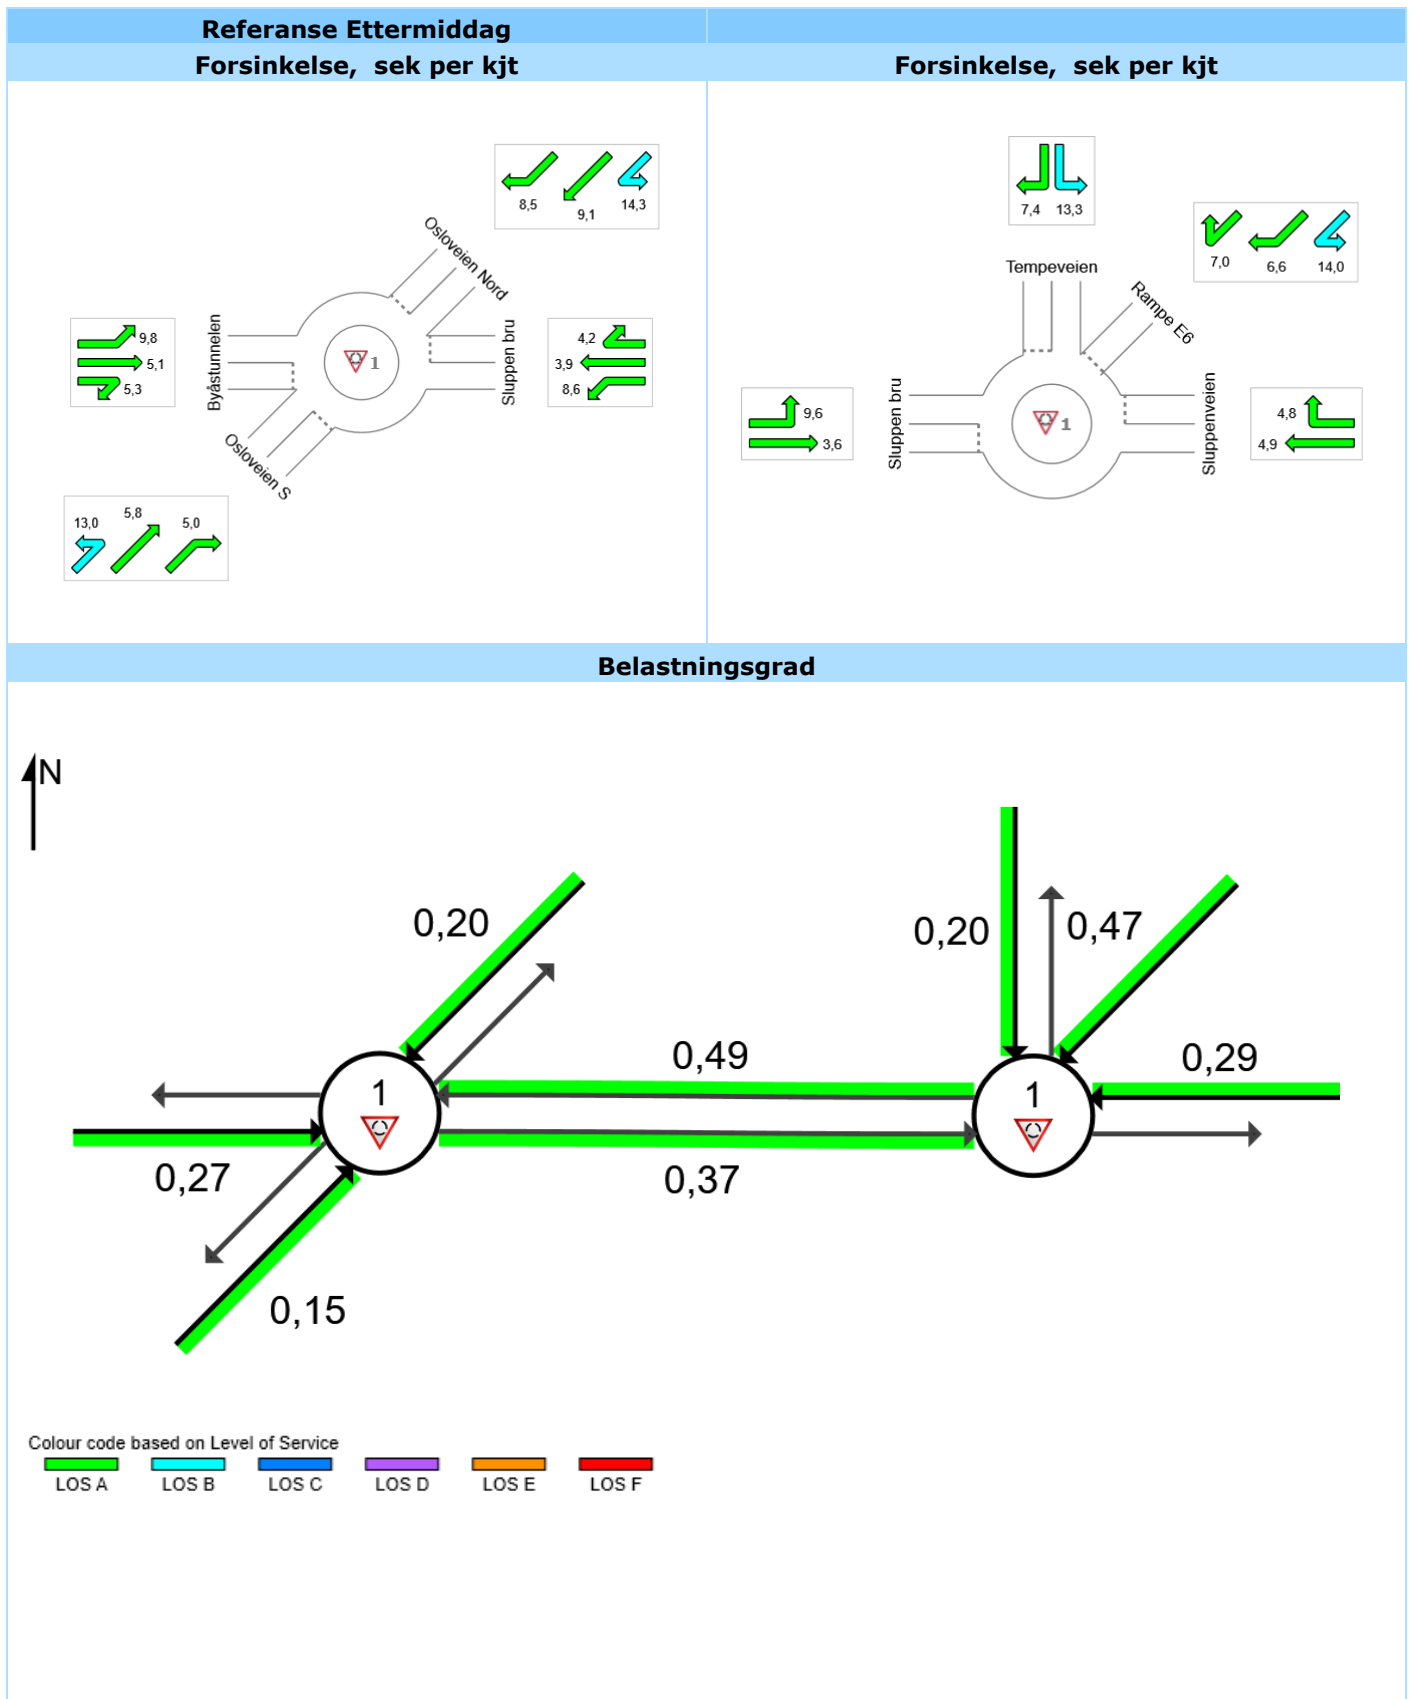 Referanse Ettermiddag
Forsinkelse, sek per kjt
Forsinkelse, sek per kjt
8,5
9,1
14,3
Osloveien Nord
Byåstunnelen
Sluppen bru
Osloveien S
1
9,8
5,1
5,3
4,2
3,9
8,6
13,0
5,8
5,0
7,4
13,3
7,0
6,6
14,0
Tempeveien
Rampe E6
Sluppen bru
Sluppenveien
1
9,6
3,6
4,8
4,9
Belastningsgrad
N
0,20
0,20
0,47
0,49
0,29
1
1
0,27
0,37
0,15
Colour code based on Level of Service
LOS A
LOS B
LOS C
LOS D
LOS E
LOS F